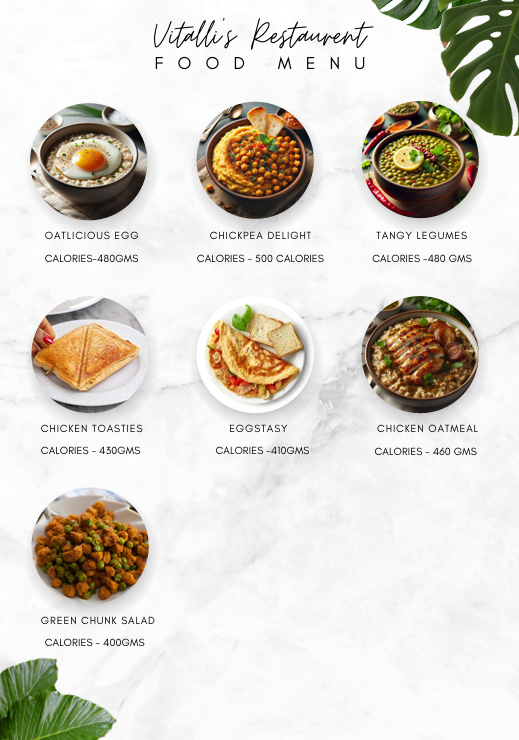 Vitalli's Restaurent
FOOD MENU
OATLICIOUS EGG
CALORIES-480GMS
CHICKPEA DELIGHT
CALORIES - 500 CALORIES
TANGY LEGUMES
CALORIES -480 GMS
CHICKEN TOASTIES
CALORIES - 430GMS
EGGSTASY
CALORIES -410GMS
CHICKEN OATMEAL
CALORIES - 460 GMS
GREEN CHUNK SALAD
CALORIES - 400GMS